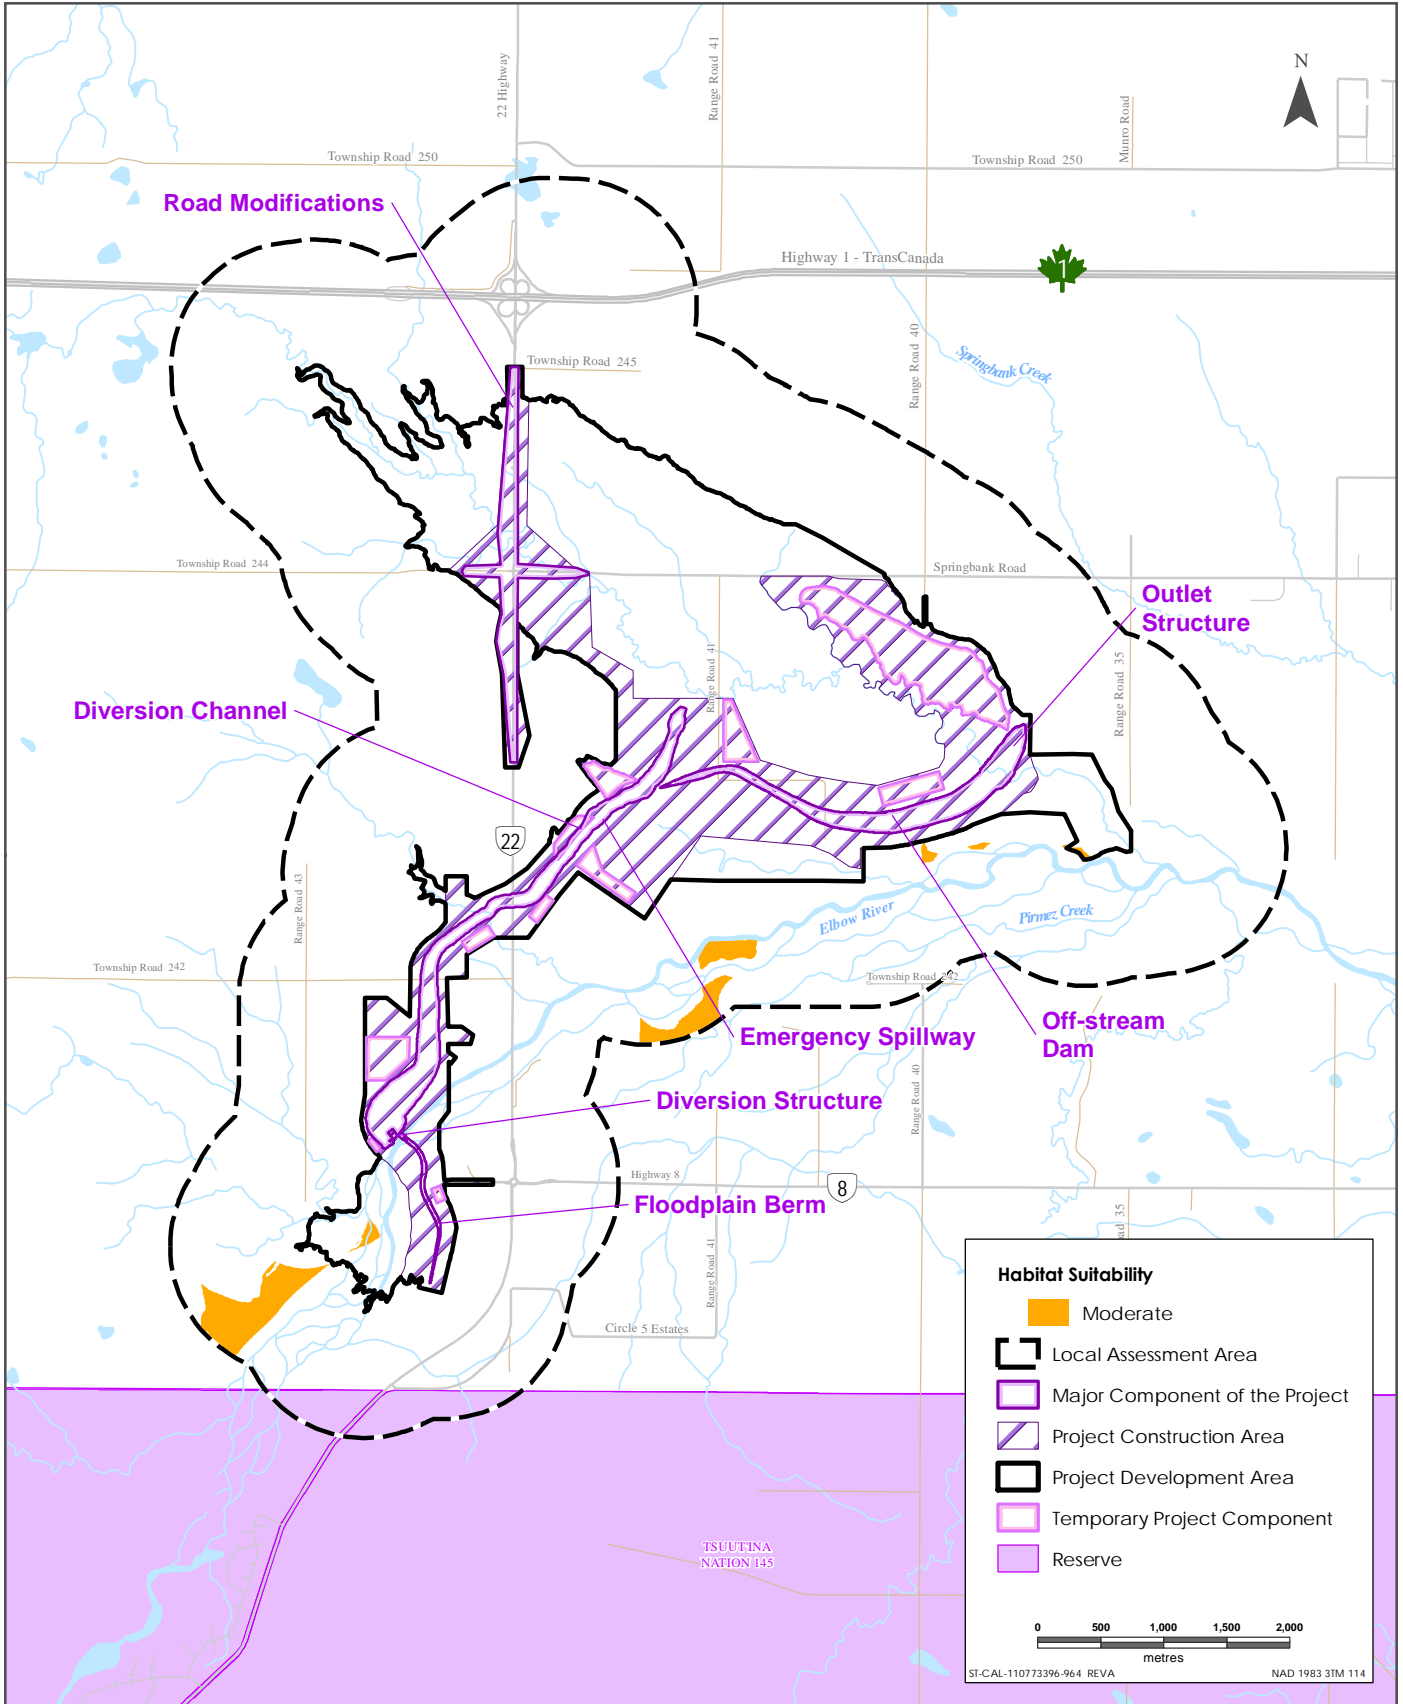 22 Highway
Range Road 41
N
Munro Road
Township Road 250
Township Road 250
Road Modifications
Highway 1 - TransCanada
1
Range Road 40
Springbank Creek
Township Road 245
Township Road 244
Springbank Road
Outlet
Structure
Range Road 41
Range Road 35
Diversion Channel
22
Range Road 43
Elbow River
Pirmez Creek
Township Road 242
Township Road 242
Emergency Spillway
Off-stream
Dam
Diversion Structure
Range Road 40
Highway 8
8
Floodplain Berm
Range Road 41
oad 35
Circle 5 Estates
TSUUT'INA
NATION 145
Habitat Suitability
Moderate
Local Assessment Area
Major Component of the Project
Project Construction Area
Project Development Area
Temporary Project Component
Reserve
0 500 1,000 1,500 2,000
metres
ST-CAL-110773396-964 REVA
NAD 1983 3TM 114